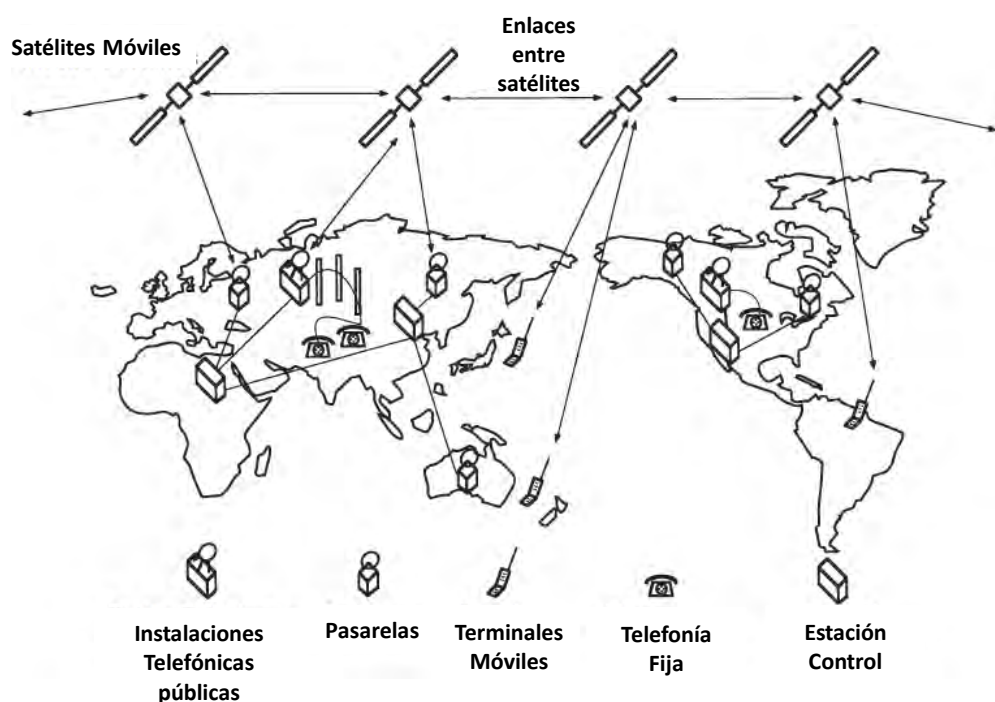 Satélites Móviles
Enlaces
entre
satélites
Instalaciones
Telefónicas
públicas
Pasarelas
Terminales
Móviles
Telefonía
Fija
Estación
Control